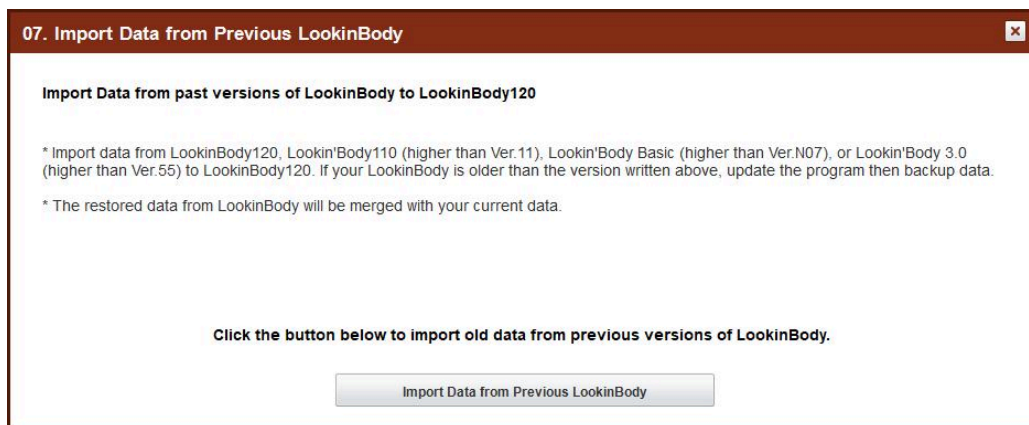 07. Import Data from Previous LookinBody
Import Data from past versions of LookinBody to LookinBody120
* Import data from LookinBody120, Lookin'Body110 (higher than Ver.11), Lookin'Body Basic (higher than Ver.N07), or Lookin'Body 3.0
(higher than Ver.55) to LookinBody120. If your LookinBody is older than the version written above, update the program then backup data.
* The restored data from LookinBody will be merged with your current data.
Click the button below to import old data from previous versions of LookinBody.
Import Data from Previous LookinBody